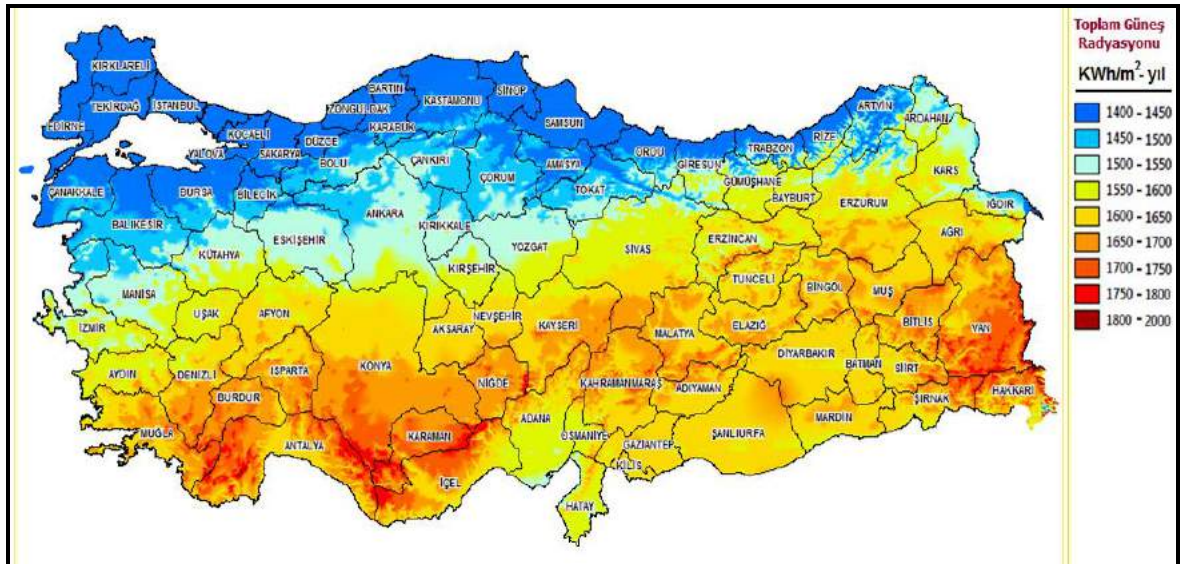 Toplam Güneş
Radyasyonu
KWh/m²- yıl
1400 - 1450
1450 - 1500
1500 - 1550
1550 - 1600
1600 - 1650
1650 - 1700
1700 - 1750
1750 - 1800
1800 - 2000
KIRKLARELİ
TEKİRDAĞ
İSTANBUL
EDİRNE
KOCAELİ
YALOVA
SAKARYA
DÜZCE
BOLU
ZONGULDAK
BARTIN
KARABÜK
KASTAMONU
SİNOP
SAMSUN
ORDU
GİRESUN
TRABZON
RİZE
ARTVİN
ARDAHAN
KARS
IĞDIR
ÇANAKKALE
BALIKESİR
BURSA
BİLECİK
ESKİŞEHİR
KÜTAHYA
ANKARA
ÇANKIRI
KIRIKKALE
ÇORUM
AMASYA
TOKAT
YOZGAT
KIRŞEHİR
SİVAS
GÜMÜŞHANE
BAYBURT
ERZİNCAN
ERZURUM
AĞRI
MANİSA
İZMİR
UŞAK
AFYON
AYDIN
DENİZLİ
ISPARTA
BURDUR
MUĞLA
ANTALYA
KONYA
AKSARAY
NEVŞEHİR
NİĞDE
KARAMAN
İÇEL
KAYSERİ
ADANA
OSMANİYE
HATAY
KAHRAMANMARAŞ
MALATYA
ADIYAMAN
GAZİANTEP
KİLİS
ŞANLIURFA
TUNCELİ
ELAZIĞ
BİNGÖL
MUŞ
BİTLİS
VAN
DİYARBAKIR
BATMAN
SİİRT
MARDİN
ŞIRNAK
HAKKARİ